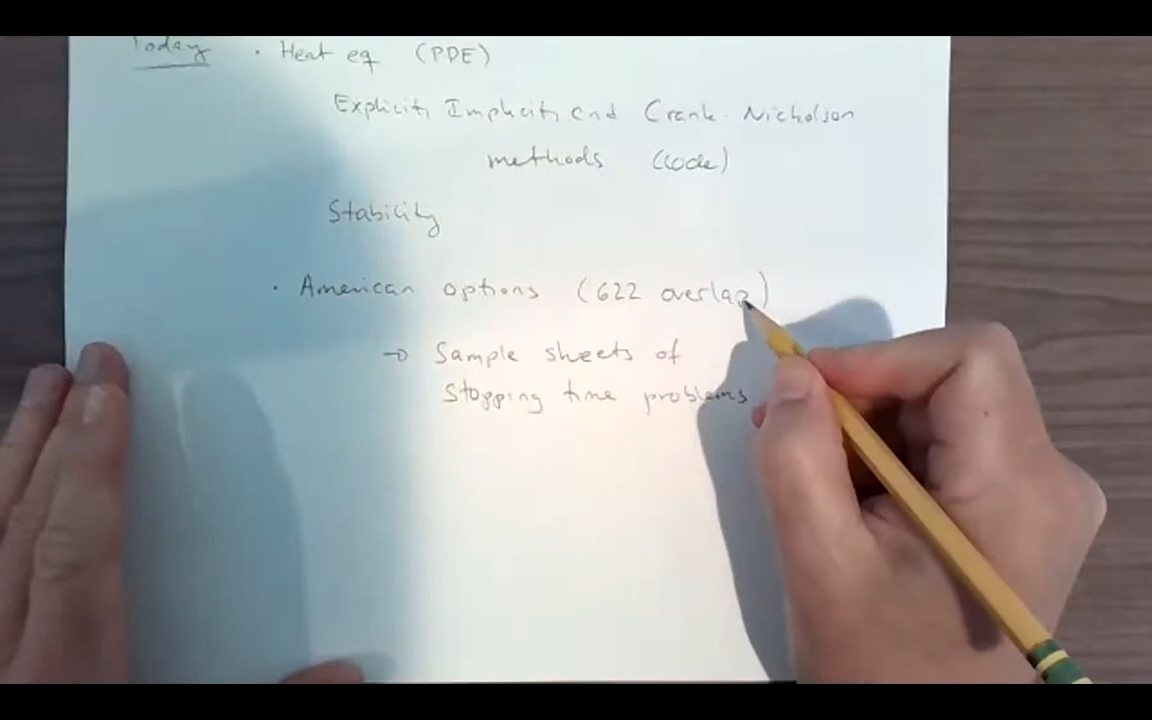 Today · Heat eq (PDE)
Explicit, Implicit, and Crank-Nicholson
methods (code)
Stability
· American options (622 overlap)
→ Sample sheets of
stopping time problems